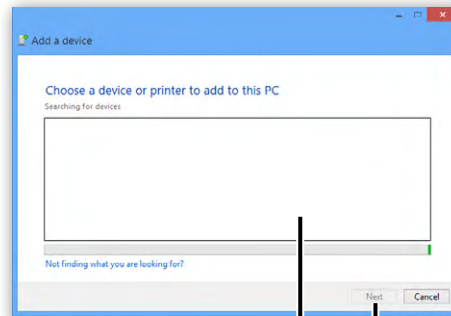 Add a device
Choose a device or printer to add to this PC
Searching for devices
Not finding what you are looking for?
Next
Cancel